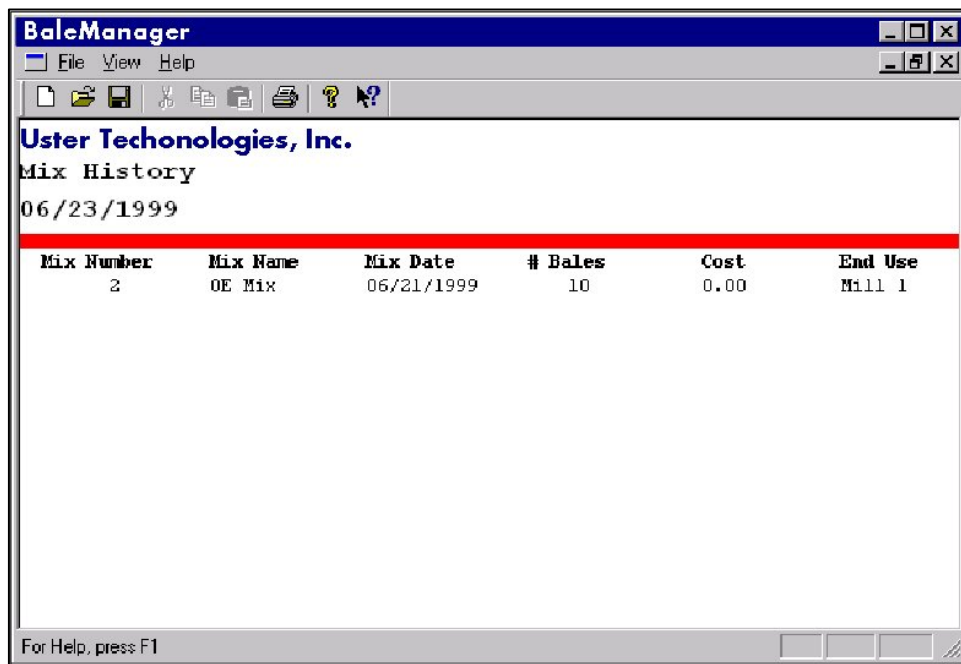 BaleManager
File View Help
Uster Techonologies, Inc.
Mix History
06/23/1999
Mix Number Mix Name Mix Date # Bales Cost End Use
2 OE Mix 06/21/1999 10 0.00 Mill 1
For Help, press F1